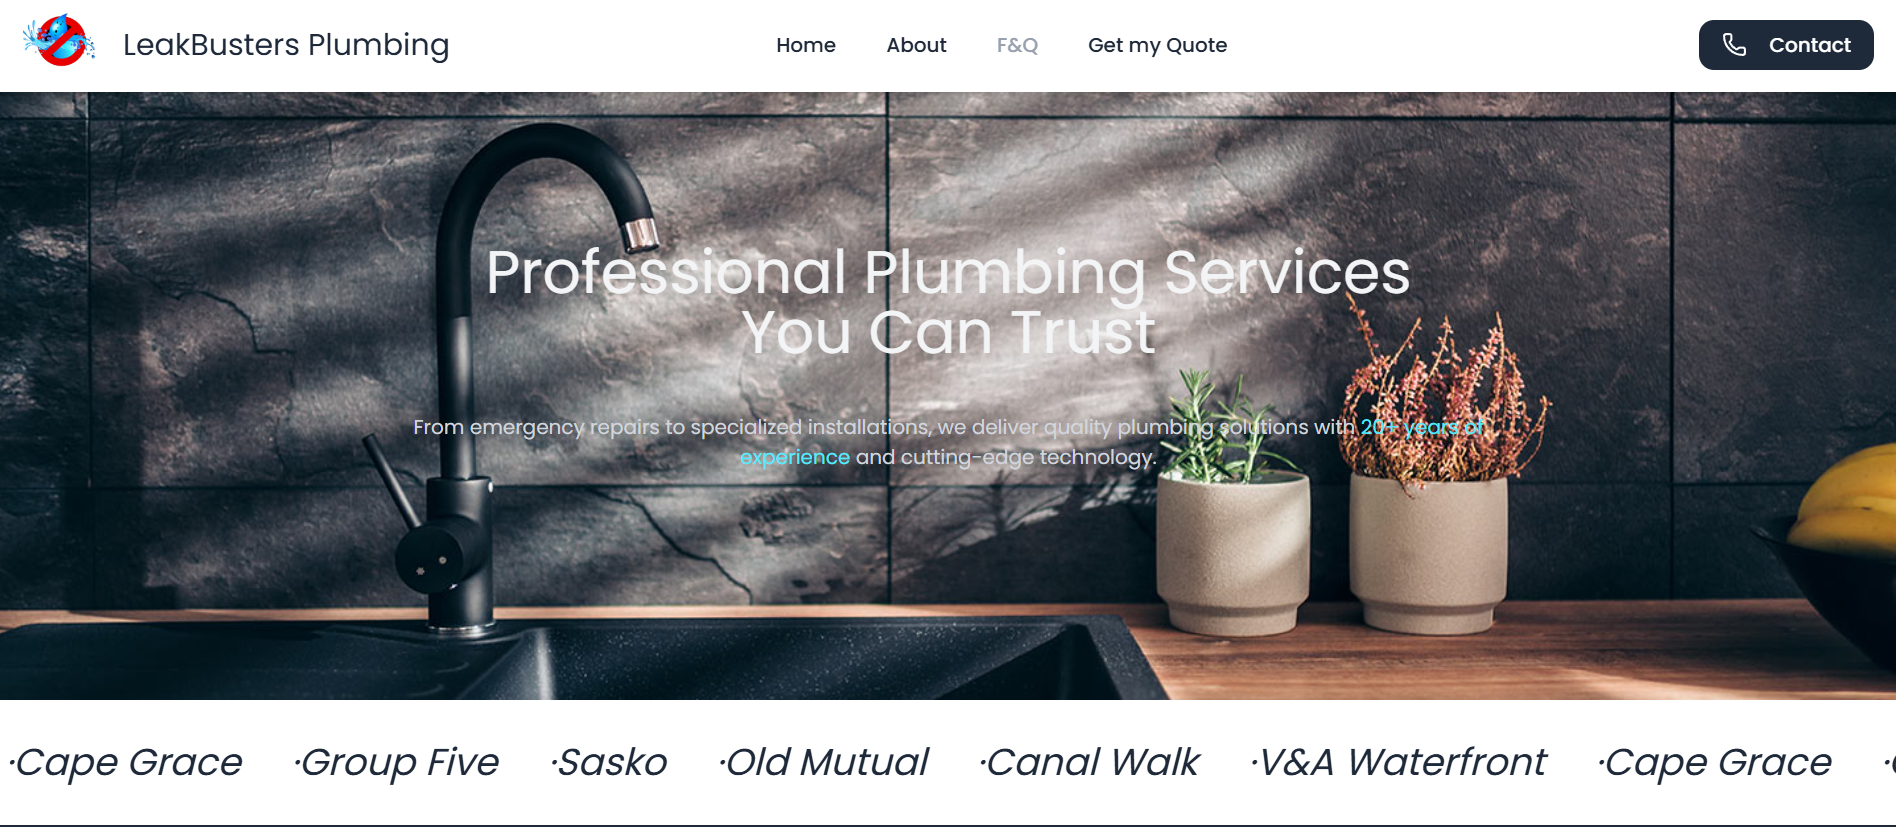 LeakBusters Plumbing
Home
About
F&Q
Get my Quote
Contact
Professional Plumbing Services
You Can Trust
From emergency repairs to specialized installations, we deliver quality plumbing solutions with 20+ years of
experience and cutting-edge technology.
·Cape Grace ·Group Five ·Sasko ·Old Mutual ·Canal Walk ·V&A Waterfront ·Cape Grace